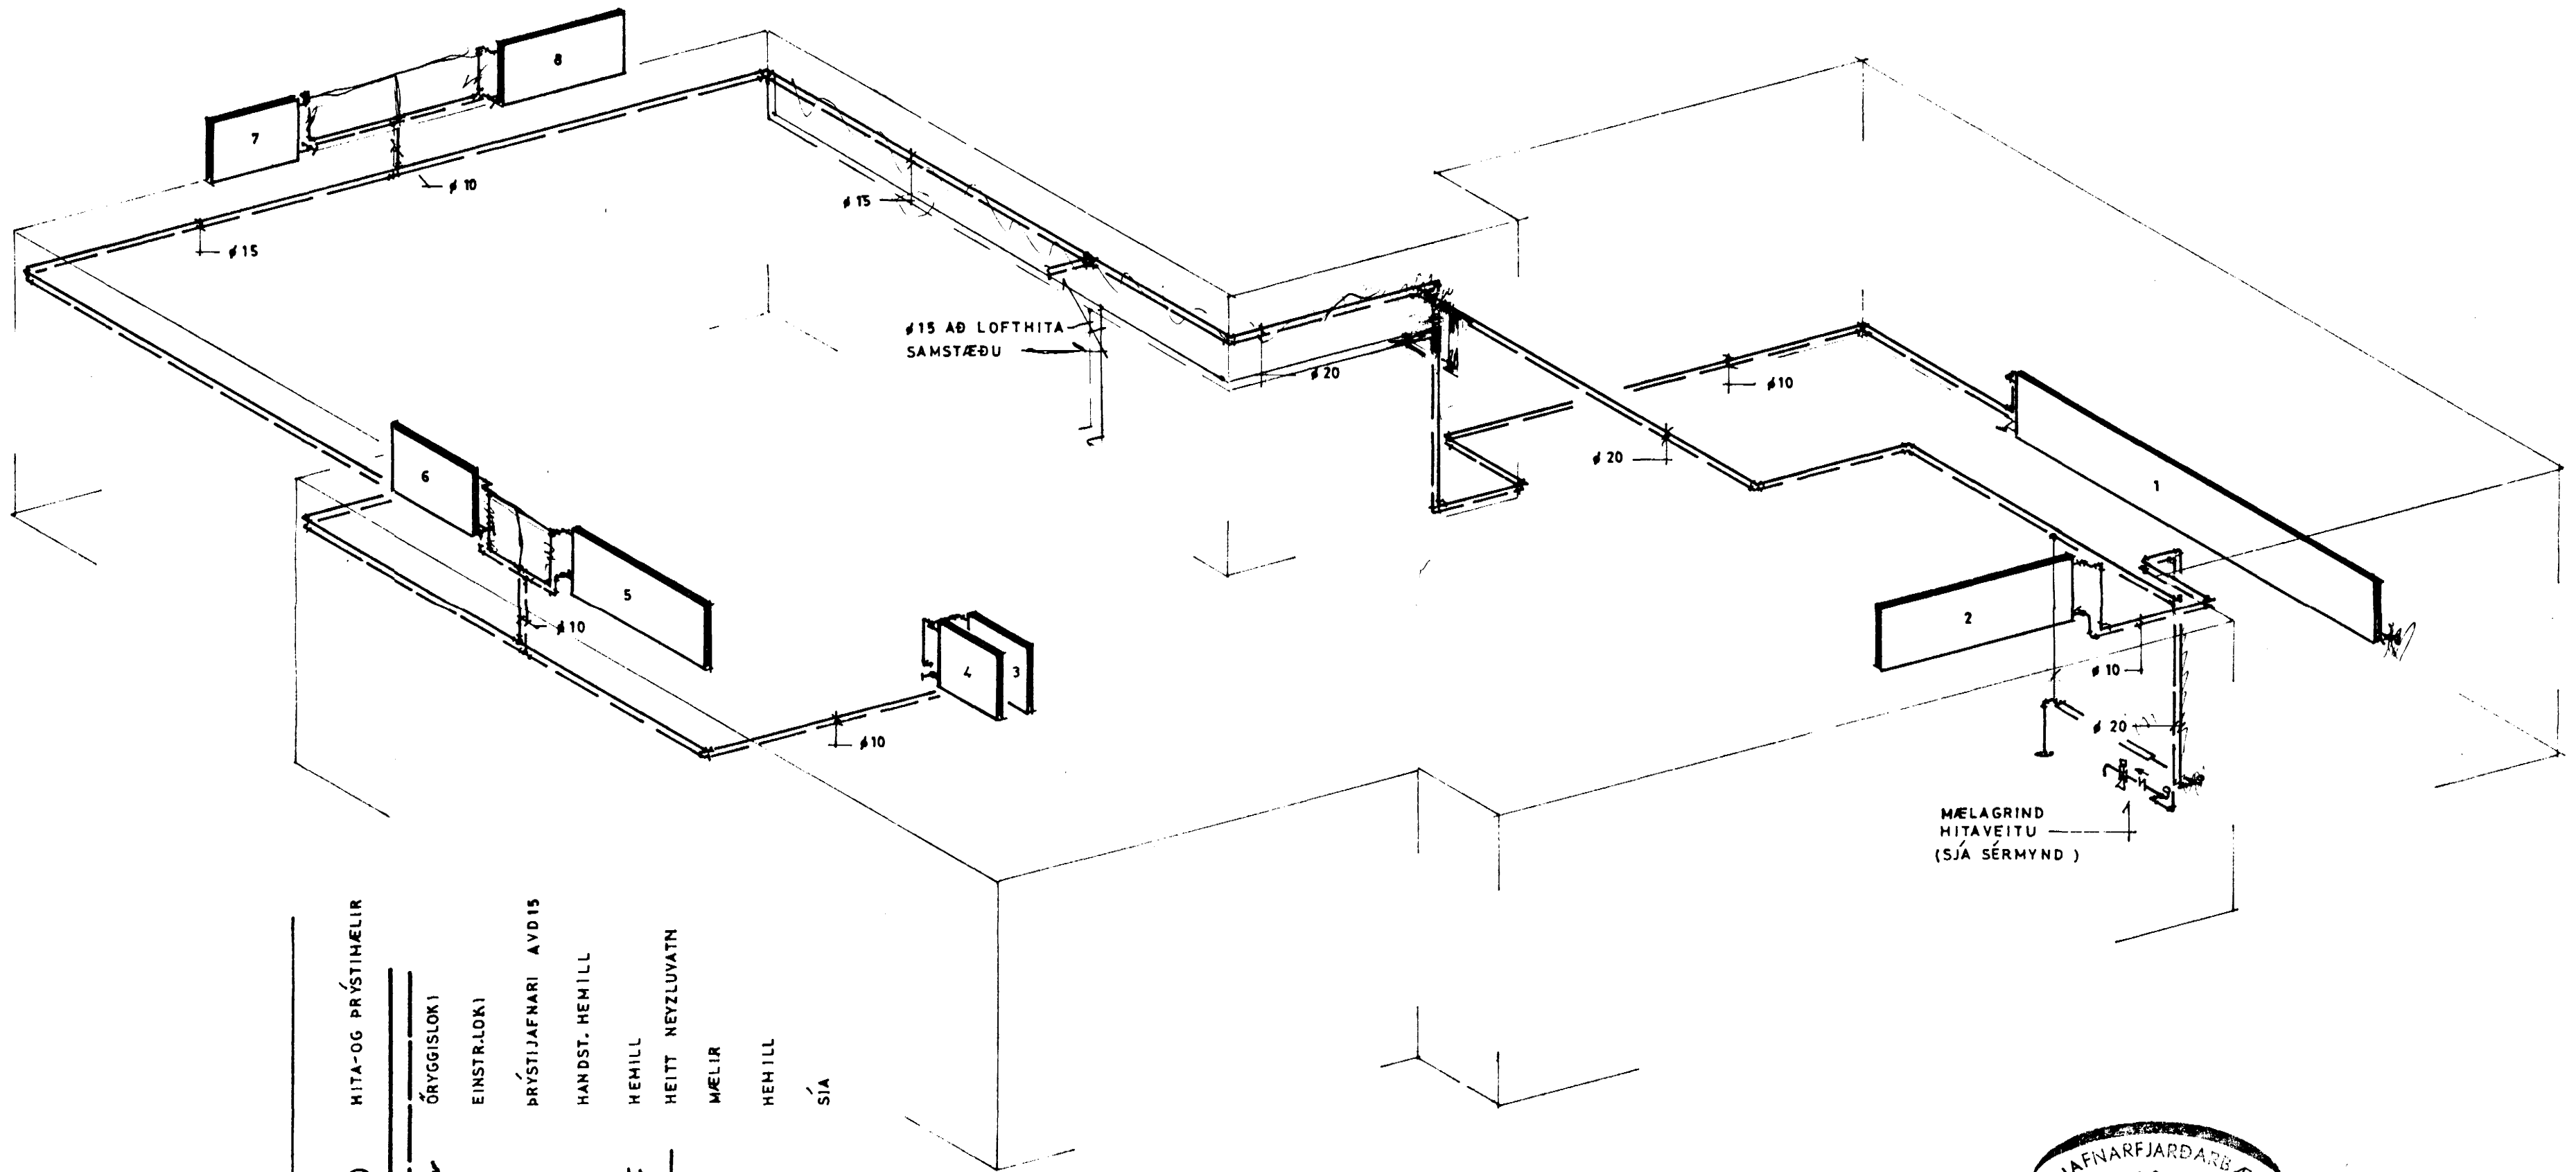 8
7
ø 10
ø 15
ø 15
ø 15 AÐ LOFTHITA
SAMSTÆÐU
ø 20
ø 10
ø 20
1
6
5
ø 10
4
3
2
ø 10
ø 10
ø 20
MÆLAGRIND
HITAVEITU
(SJÁ SÉRMYND)
HITA-OG ÞRÝSTIMÆLIR
ÖRYGGISLOKI
EINSTR.LOKI
ÞRÝSTIJAFNARI AVD15
HANDST. HEMILL
HEMILL
HEITT NEYZLUVATN
MÆLIR
HEMILL
SÍA